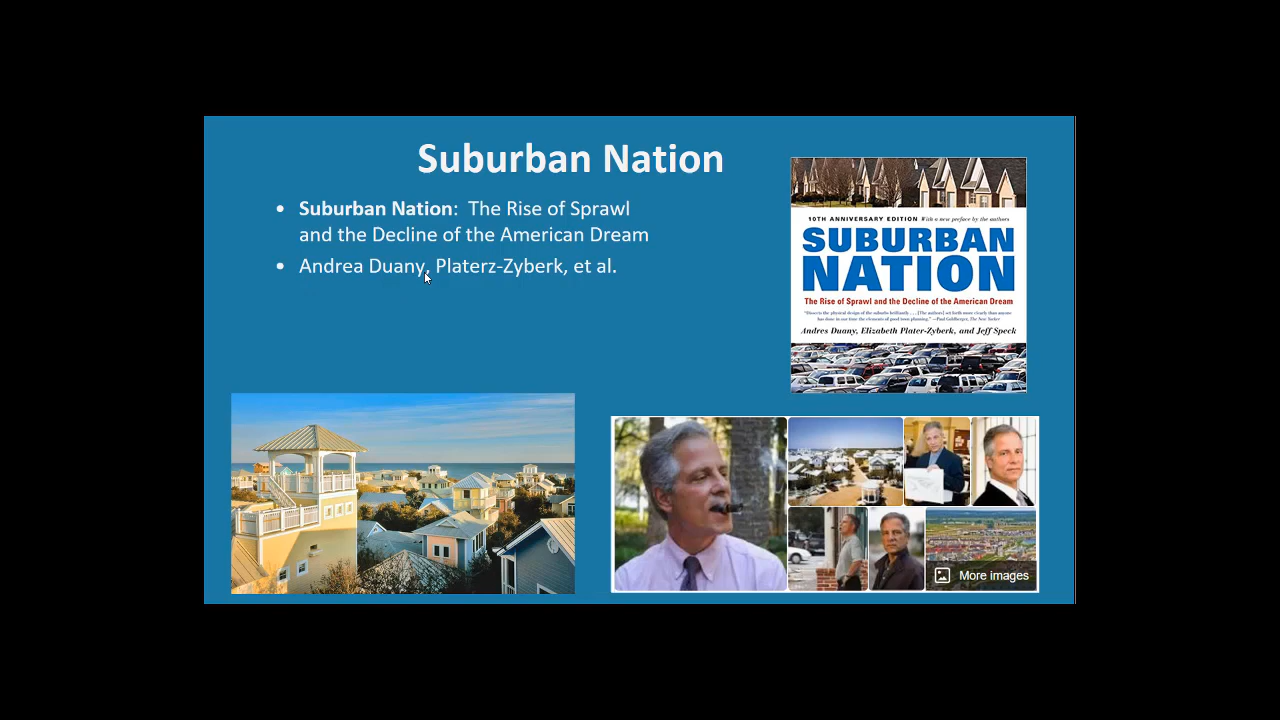 Suburban Nation
• Suburban Nation: The Rise of Sprawl
and the Decline of the American Dream
• Andrea Duany, Platerz-Zyberk, et al.
10TH ANNIVERSARY EDITION With a new preface by the authors
SUBURBAN
NATION
The Rise of Sprawl and the Decline of the American Dream
Andres Duany, Elizabeth Plater-Zyberk, and Jeff Speck
More images